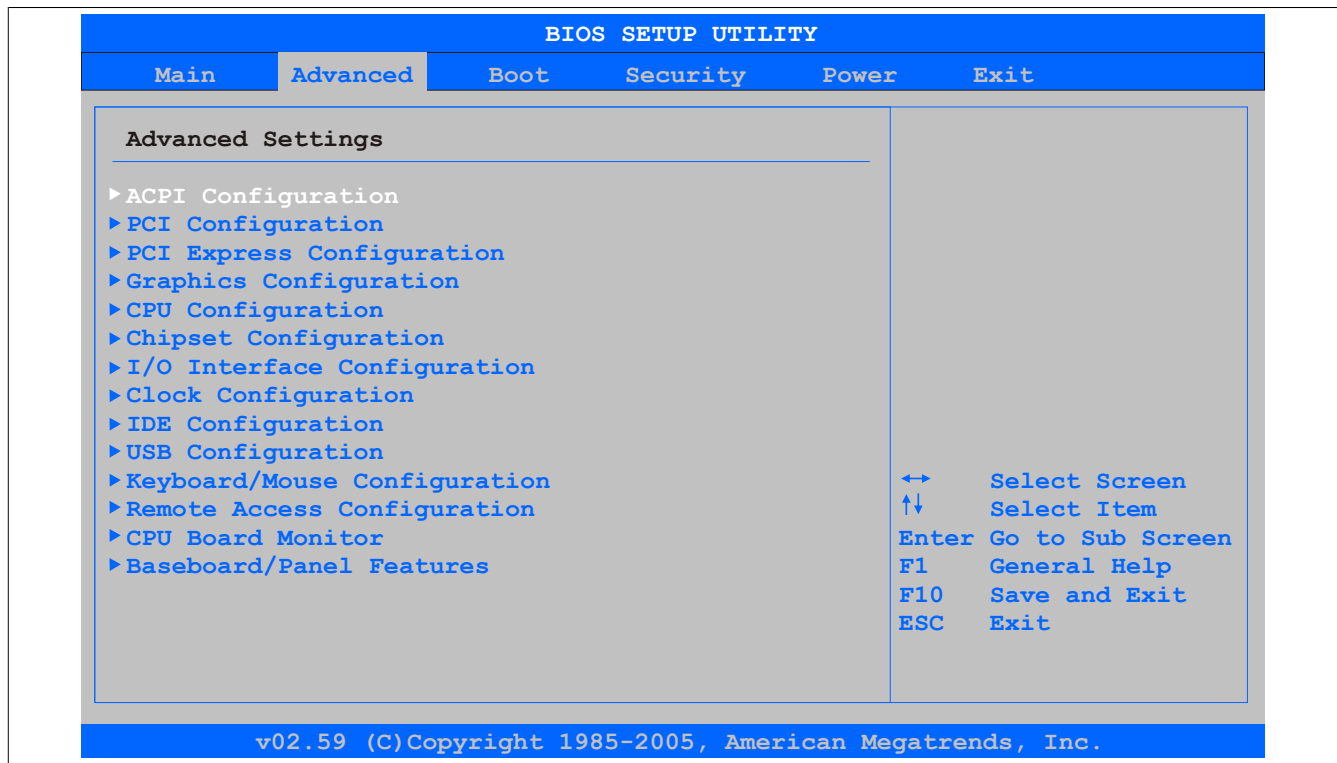 BIOS SETUP UTILITY
Main Advanced Boot Security Power Exit
Advanced Settings
ACPI Configuration
PCI Configuration
PCI Express Configuration
Graphics Configuration
CPU Configuration
Chipset Configuration
I/O Interface Configuration
Clock Configuration
IDE Configuration
USB Configuration
Keyboard/Mouse Configuration
Remote Access Configuration
CPU Board Monitor
Baseboard/Panel Features
Select Screen
Select Item
Enter Go to Sub Screen
F1 General Help
F10 Save and Exit
ESC Exit
v02.59 (C)Copyright 1985-2005, American Megatrends, Inc.